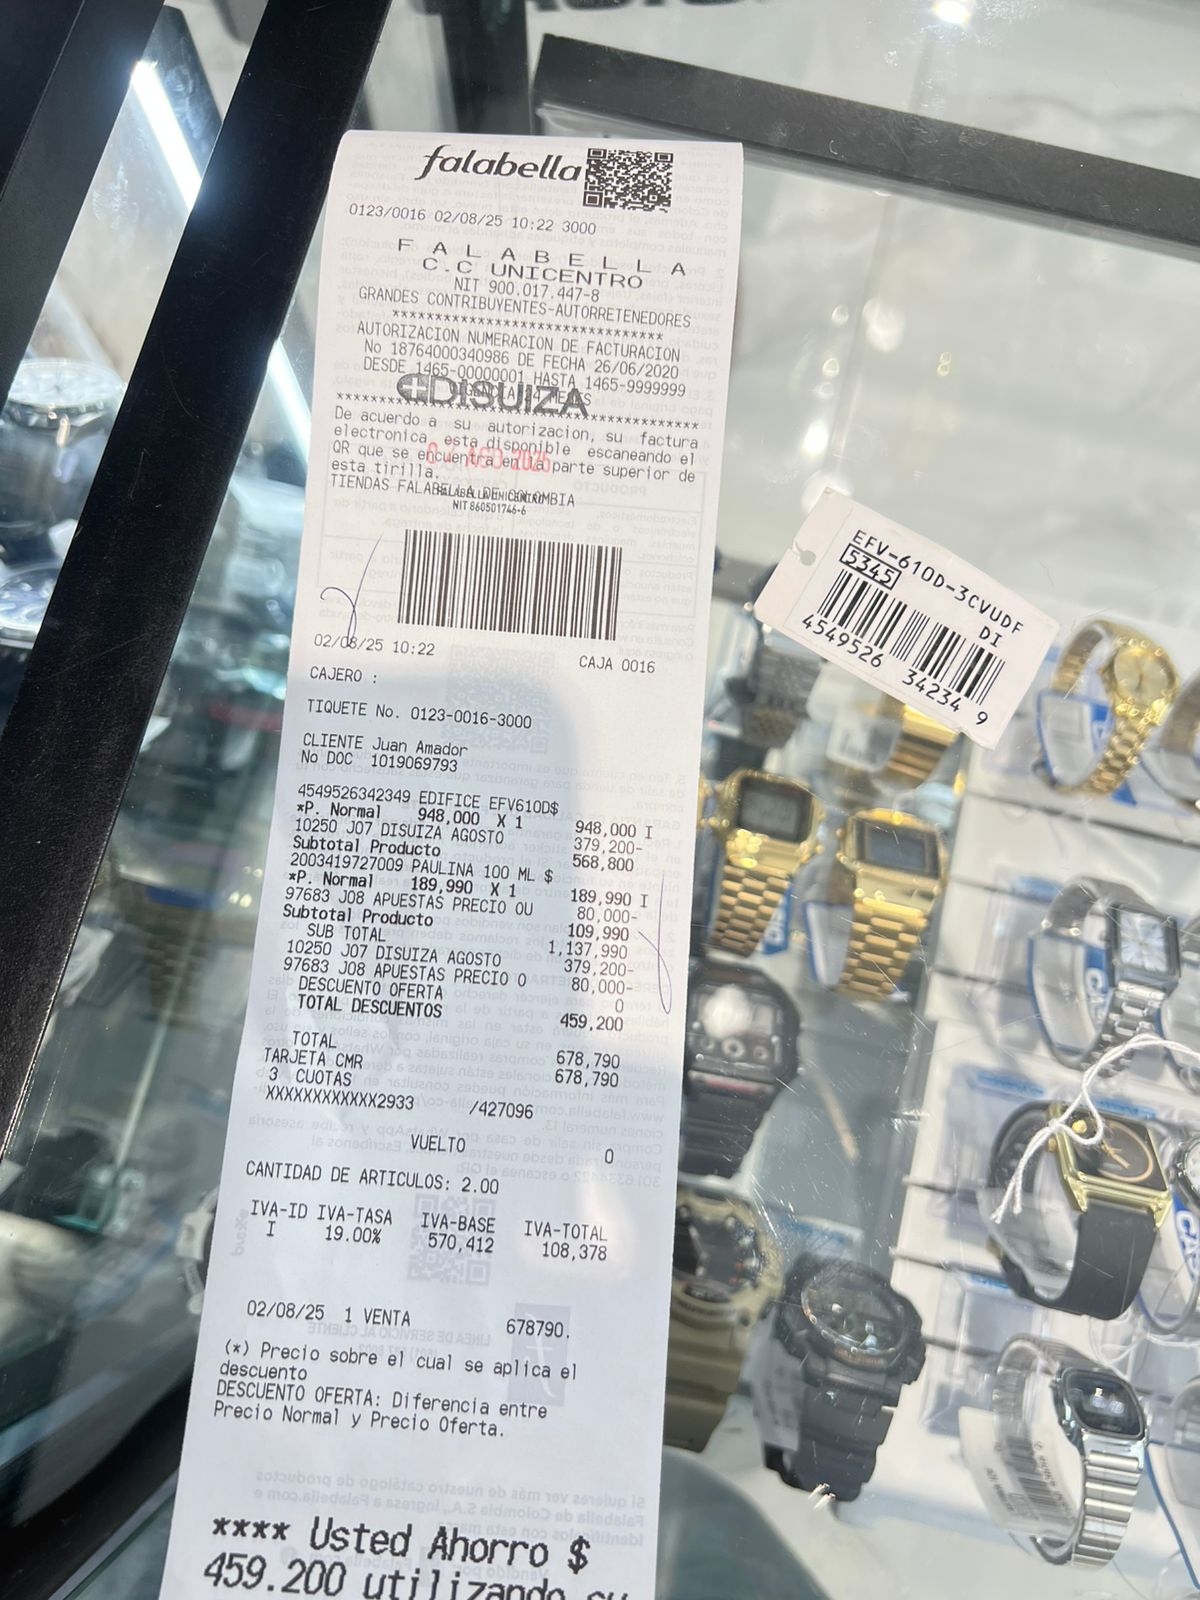 falabella
0123/0016 02/08/25 10:22 3000
F A L A B E L L A
C.C UNICENTRO
NIT 900.017.447-8
GRANDES CONTRIBUYENTES-AUTORRETENEDORES
*******************************
AUTORIZACION NUMERACION DE FACTURACION
No 18764000340986 DE FECHA 26/06/2020
DESDE 1465-00000001 HASTA 1465-9999999
DISUIZA
De acuerdo a su autorizacion, su factura
electronica esta disponible escaneando el
QR que se encuentra en la parte superior de
esta tirilla.
TIENDAS FALABELLA DE COLOMBIA
FALABELLA UNICENTRO
NIT 860501746-6
02/08/25 10:22
CAJA 0016
CAJERO :
TIQUETE No. 0123-0016-3000
CLIENTE Juan Amador
No DOC 1019069793
4549526342349 EDIFICE EFV610D$
*P. Normal 948,000 X 1 948,000 I
10250 J07 DISUIZA AGOSTO 379,200-
Subtotal Producto 568,800
2003419727009 PAULINA 100 ML $
*P. Normal 189,990 X 1 189,990 I
97683 J08 APUESTAS PRECIO OU 80,000-
Subtotal Producto 109,990
SUB TOTAL 1,137,990
10250 J07 DISUIZA AGOSTO 379,200-
97683 J08 APUESTAS PRECIO O 80,000-
DESCUENTO OFERTA 0
TOTAL DESCUENTOS 459,200
TOTAL 678,790
TARJETA CMR 678,790
3 CUOTAS
XXXXXXXXXXXX2933 /427096
VUELTO 0
CANTIDAD DE ARTICULOS: 2.00
IVA-ID IVA-TASA IVA-BASE IVA-TOTAL
I 19.00% 570,412 108,378
02/08/25 1 VENTA 678790.
(*) Precio sobre el cual se aplica el
descuento
DESCUENTO OFERTA: Diferencia entre
Precio Normal y Precio Oferta.
**** Usted Ahorro $
459.200 utilizando su
EFV-610D-3CVUDF
5345 DI
4549526 34234 9